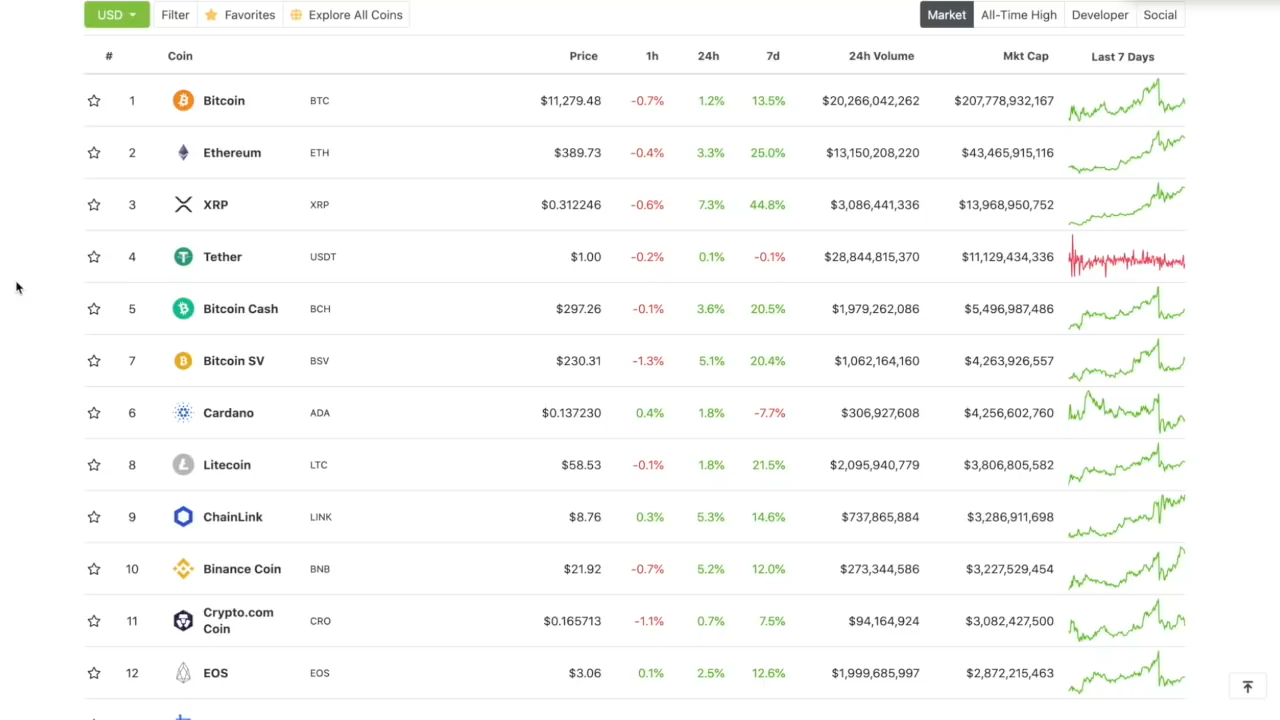 USD Filter Favorites Explore All Coins Market All-Time High Developer Social
# Coin Price 1h 24h 7d 24h Volume Mkt Cap Last 7 Days
1 Bitcoin BTC $11,279.48 -0.7% 1.2% 13.5% $20,266,042,262 $207,778,932,167
2 Ethereum ETH $389.73 -0.4% 3.3% 25.0% $13,150,208,220 $43,465,915,116
3 XRP XRP $0.312246 -0.6% 7.3% 44.8% $3,086,441,336 $13,968,950,752
4 Tether USDT $1.00 -0.2% 0.1% -0.1% $28,844,815,370 $11,129,434,336
5 Bitcoin Cash BCH $297.26 -0.1% 3.6% 20.5% $1,979,262,086 $5,496,987,486
7 Bitcoin SV BSV $230.31 -1.3% 5.1% 20.4% $1,062,164,160 $4,263,926,557
6 Cardano ADA $0.137230 0.4% 1.8% -7.7% $306,927,608 $4,256,602,760
8 Litecoin LTC $58.53 -0.1% 1.8% 21.5% $2,095,940,779 $3,806,805,582
9 ChainLink LINK $8.76 0.3% 5.3% 14.6% $737,865,884 $3,286,911,698
10 Binance Coin BNB $21.92 -0.7% 5.2% 12.0% $273,344,586 $3,227,529,454
11 Crypto.com
Coin CRO $0.165713 -1.1% 0.7% 7.5% $94,164,924 $3,082,427,500
12 EOS EOS $3.06 0.1% 2.5% 12.6% $1,999,685,997 $2,872,215,463